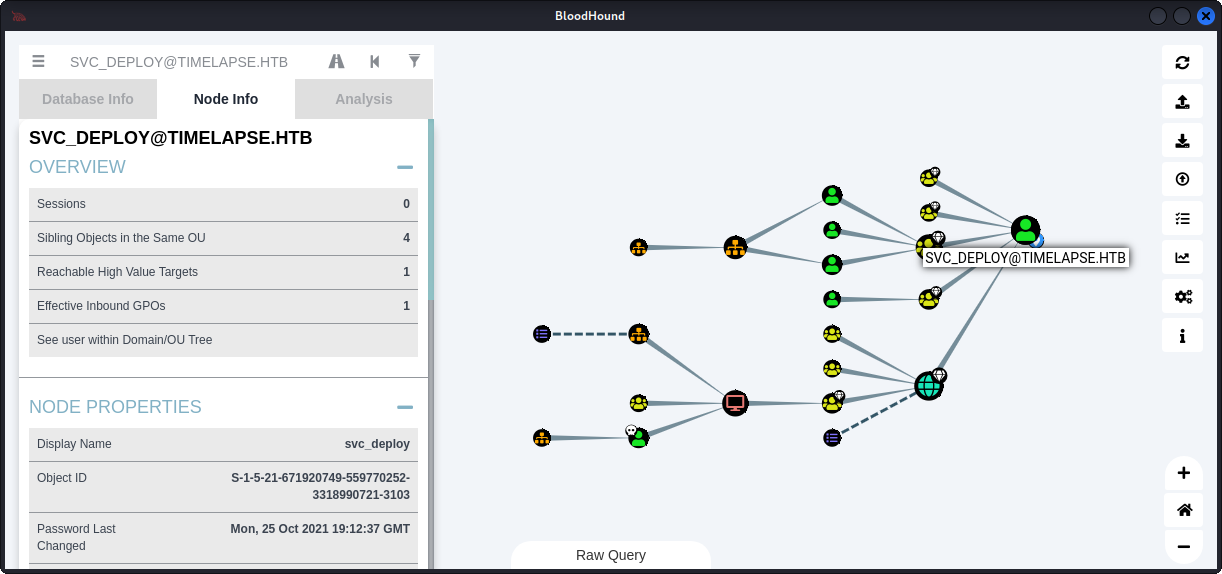 BloodHound
SVC_DEPLOY@TIMELAPSE.HTB
Database Info
Node Info
Analysis
SVC_DEPLOY@TIMELAPSE.HTB
OVERVIEW
Sessions 0
Sibling Objects in the Same OU 4
Reachable High Value Targets 1
Effective Inbound GPOs 1
See user within Domain/OU Tree
NODE PROPERTIES
Display Name svc_deploy
Object ID S-1-5-21-671920749-559770252-
3318990721-3103
Password Last Mon, 25 Oct 2021 19:12:37 GMT
Changed
SVC_DEPLOY@TIMELAPSE.HTB
Raw Query